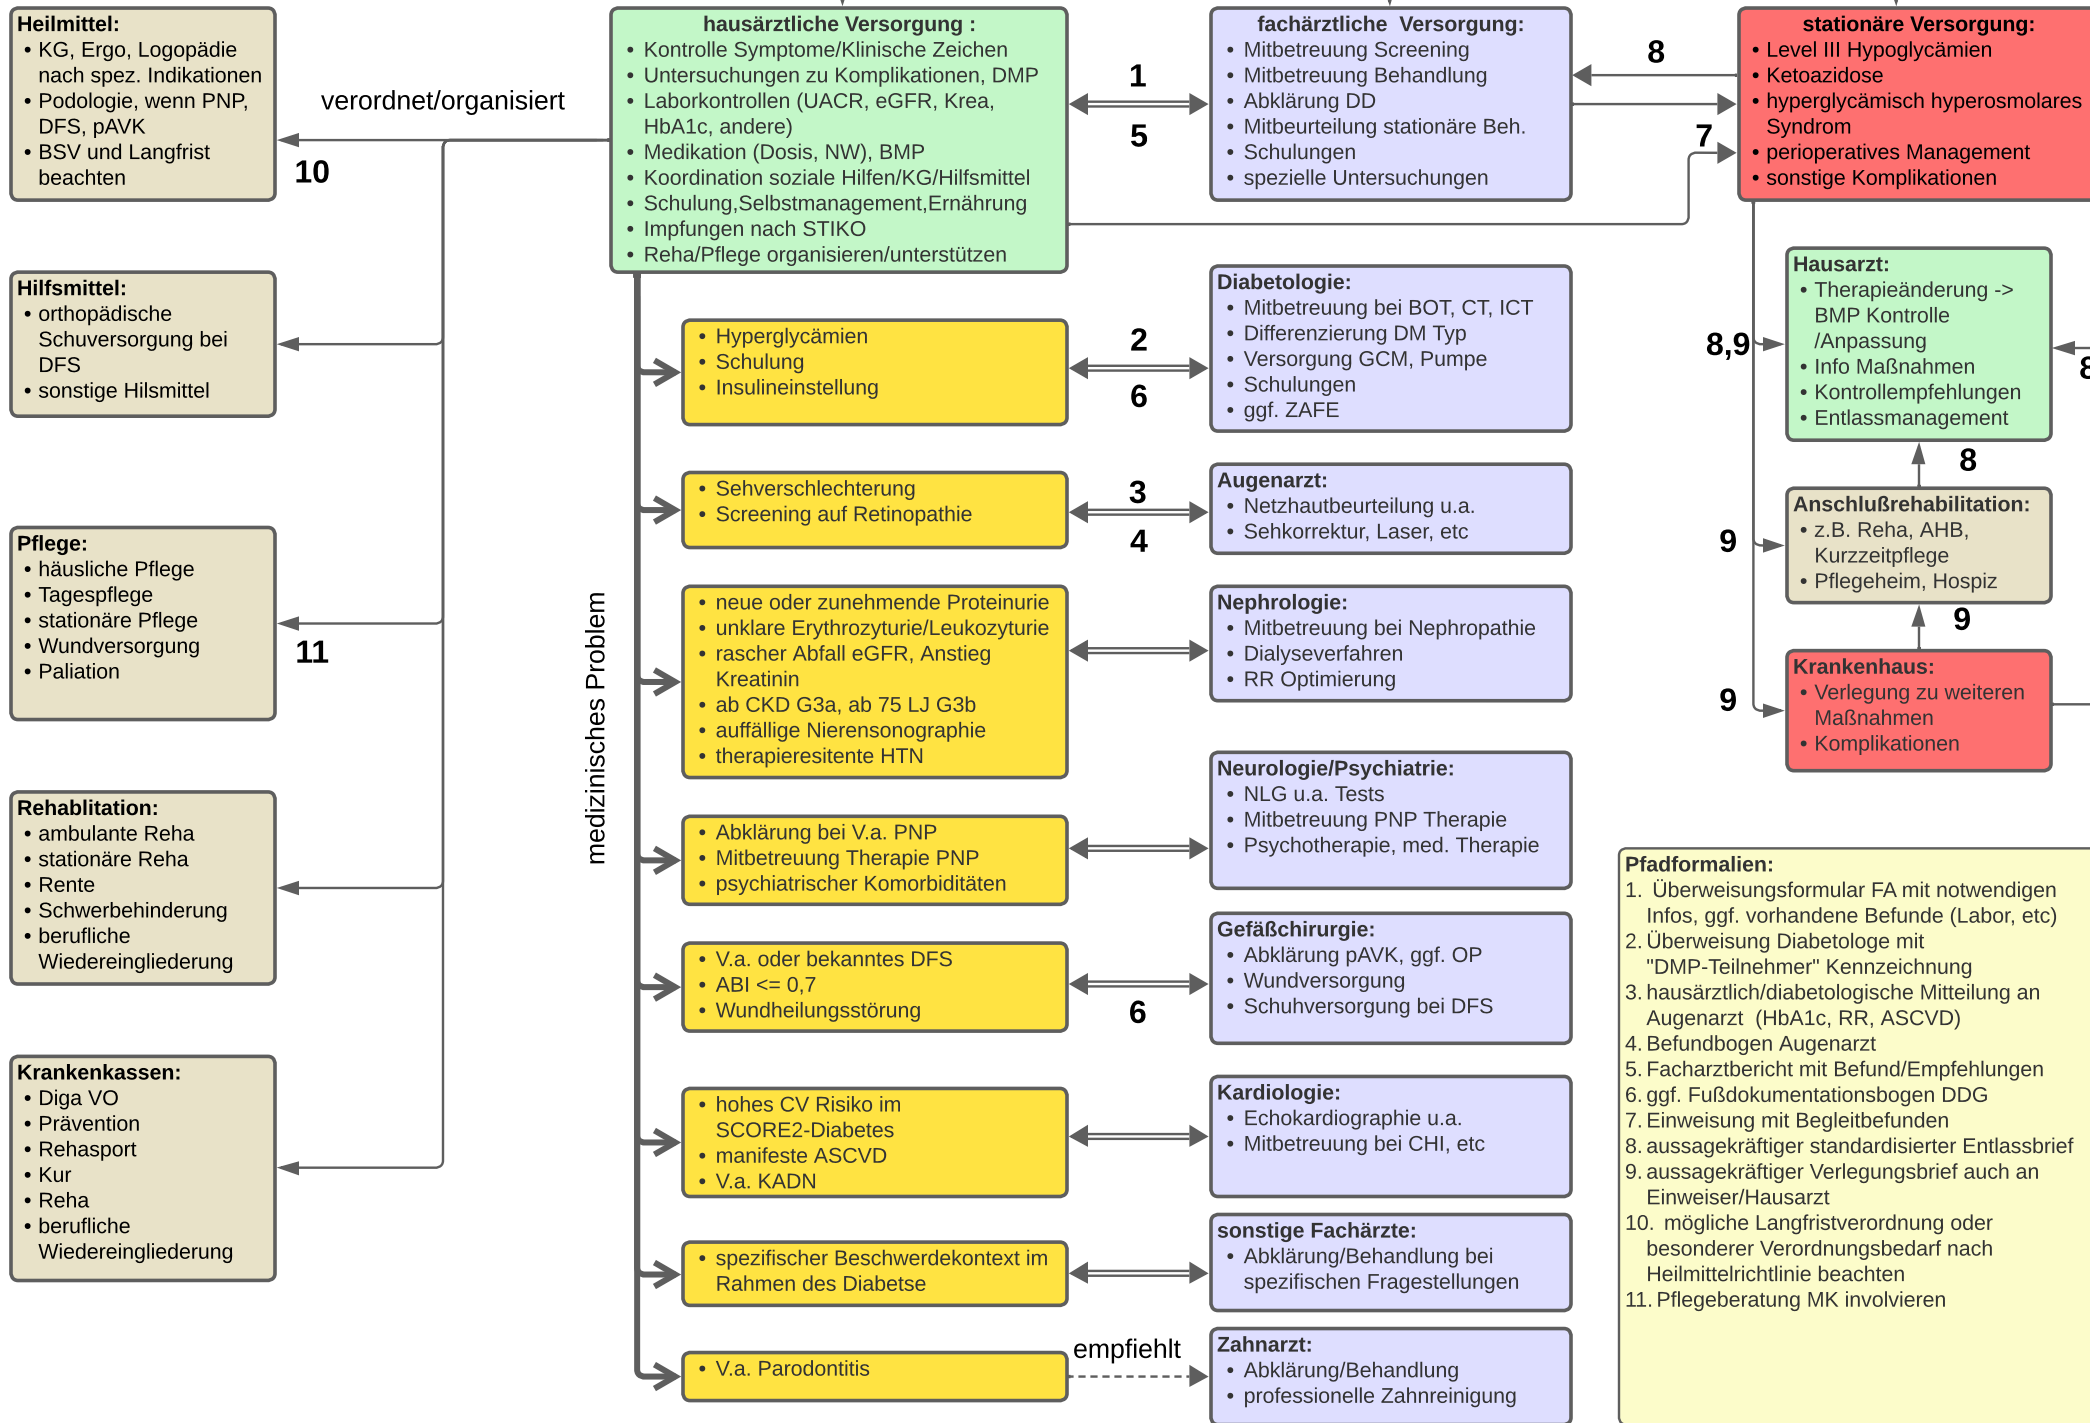 Heilmittel:
• KG, Ergo, Logopädie
nach spez. Indikationen
• Podologie, wenn PNP,
DFS, pAVK
• BSV und Langfrist
beachten
verordnet/organisiert
10
Hilfsmittel:
• orthopädische
Schuversorgung bei
DFS
• sonstige Hilsmittel
Pflege:
• häusliche Pflege
• Tagespflege
• stationäre Pflege
• Wundversorgung
• Paliation
11
Rehablitation:
• ambulante Reha
• stationäre Reha
• Rente
• Schwerbehinderung
• berufliche
Wiedereingliederung
Krankenkassen:
• Diga VO
• Prävention
• Rehasport
• Kur
• Reha
• berufliche
Wiedereingliederung
hausärztliche Versorgung :
• Kontrolle Symptome/Klinische Zeichen
• Untersuchungen zu Komplikationen, DMP
• Laborkontrollen (UACR, eGFR, Krea,
HbA1c, andere)
• Medikation (Dosis, NW), BMP
• Koordination soziale Hilfen/KG/Hilfsmittel
• Schulung,Selbstmanagement,Ernährung
• Impfungen nach STIKO
• Reha/Pflege organisieren/unterstützen
medizinisches Problem
• Hyperglycämien
• Schulung
• Insulineinstellung
• Sehverschlechterung
• Screening auf Retinopathie
• neue oder zunehmende Proteinurie
• unklare Erythrozyturie/Leukozyturie
• rascher Abfall eGFR, Anstieg
Kreatinin
• ab CKD G3a, ab 75 LJ G3b
• auffällige Nierensonographie
• therapieresitente HTN
• Abklärung bei V.a. PNP
• Mitbetreuung Therapie PNP
• psychiatrischer Komorbiditäten
• V.a. oder bekanntes DFS
• ABI <= 0,7
• Wundheilungsstörung
• hohes CV Risiko im
SCORE2-Diabetes
• manifeste ASCVD
• V.a. KADN
• spezifischer Beschwerdekontext im
Rahmen des Diabetse
• V.a. Parodontitis
1
5
2
6
3
4
6
empfiehlt
fachärztliche Versorgung:
• Mitbetreuung Screening
• Mitbetreuung Behandlung
• Abklärung DD
• Mitbeurteilung stationäre Beh.
• Schulungen
• spezielle Untersuchungen
Diabetologie:
• Mitbetreuung bei BOT, CT, ICT
• Differenzierung DM Typ
• Versorgung GCM, Pumpe
• Schulungen
• ggf. ZAFE
Augenarzt:
• Netzhautbeurteilung u.a.
• Sehkorrektur, Laser, etc
Nephrologie:
• Mitbetreuung bei Nephropathie
• Dialyseverfahren
• RR Optimierung
Neurologie/Psychiatrie:
• NLG u.a. Tests
• Mitbetreuung PNP Therapie
• Psychotherapie, med. Therapie
Gefäßchirurgie:
• Abklärung pAVK, ggf. OP
• Wundversorgung
• Schuhversorgung bei DFS
Kardiologie:
• Echokardiographie u.a.
• Mitbetreuung bei CHI, etc
sonstige Fachärzte:
• Abklärung/Behandlung bei
spezifischen Fragestellungen
Zahnarzt:
• Abklärung/Behandlung
• professionelle Zahnreinigung
8
7
stationäre Versorgung:
• Level III Hypoglycämien
• Ketoazidose
• hyperglycämisch hyperosmolares
Syndrom
• perioperatives Management
• sonstige Komplikationen
8,9
Hausarzt:
• Therapieänderung ->
BMP Kontrolle
/Anpassung
• Info Maßnahmen
• Kontrollempfehlungen
• Entlassmanagement
8
8
9
Anschlußrehabilitation:
• z.B. Reha, AHB,
Kurzzeitpflege
• Pflegeheim, Hospiz
9
9
Krankenhaus:
• Verlegung zu weiteren
Maßnahmen
• Komplikationen
Pfadformalien:
1. Überweisungsformular FA mit notwendigen
Infos, ggf. vorhandene Befunde (Labor, etc)
2. Überweisung Diabetologe mit
"DMP-Teilnehmer" Kennzeichnung
3. hausärztlich/diabetologische Mitteilung an
Augenarzt (HbA1c, RR, ASCVD)
4. Befundbogen Augenarzt
5. Facharztbericht mit Befund/Empfehlungen
6. ggf. Fußdokumentationsbogen DDG
7. Einweisung mit Begleitbefunden
8. aussagekräftiger standardisierter Entlassbrief
9. aussagekräftiger Verlegungsbrief auch an
Einweiser/Hausarzt
10. mögliche Langfristverordnung oder
besonderer Verordnungsbedarf nach
Heilmittelrichtlinie beachten
11. Pflegeberatung MK involvieren